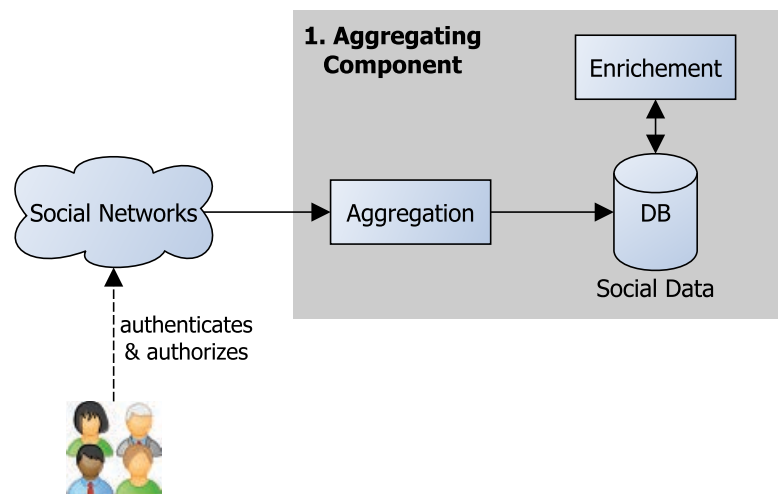 1. Aggregating
Component
Enrichement
Social Networks
Aggregation
DB
Social Data
authenticates
& authorizes